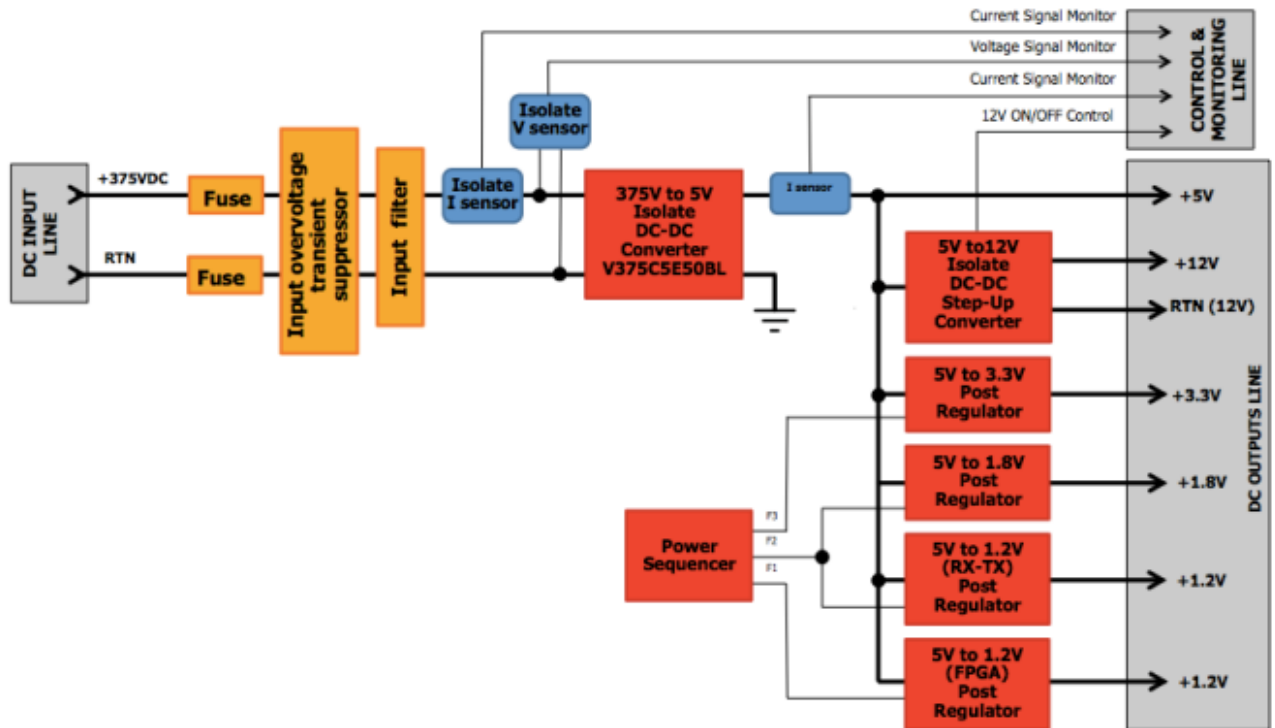 Current Signal Monitor
Voltage Signal Monitor
Current Signal Monitor
12V ON/OFF Control
CONTROL &
MONITORING
LINE
DC INPUT
LINE
+375VDC
RTN
Fuse
Fuse
Input overvoltage
transient
suppressor
Input filter
Isolate
I sensor
Isolate
V sensor
375V to 5V
Isolate
DC-DC
Converter
V375C5E50BL
I sensor
5V to12V
Isolate
DC-DC
Step-Up
Converter
5V to 3.3V
Post
Regulator
5V to 1.8V
Post
Regulator
5V to 1.2V
(RX-TX)
Post
Regulator
5V to 1.2V
(FPGA)
Post
Regulator
Power
Sequencer
F3
F2
F1
+5V
+12V
RTN (12V)
+3.3V
+1.8V
+1.2V
+1.2V
DC OUTPUTS LINE